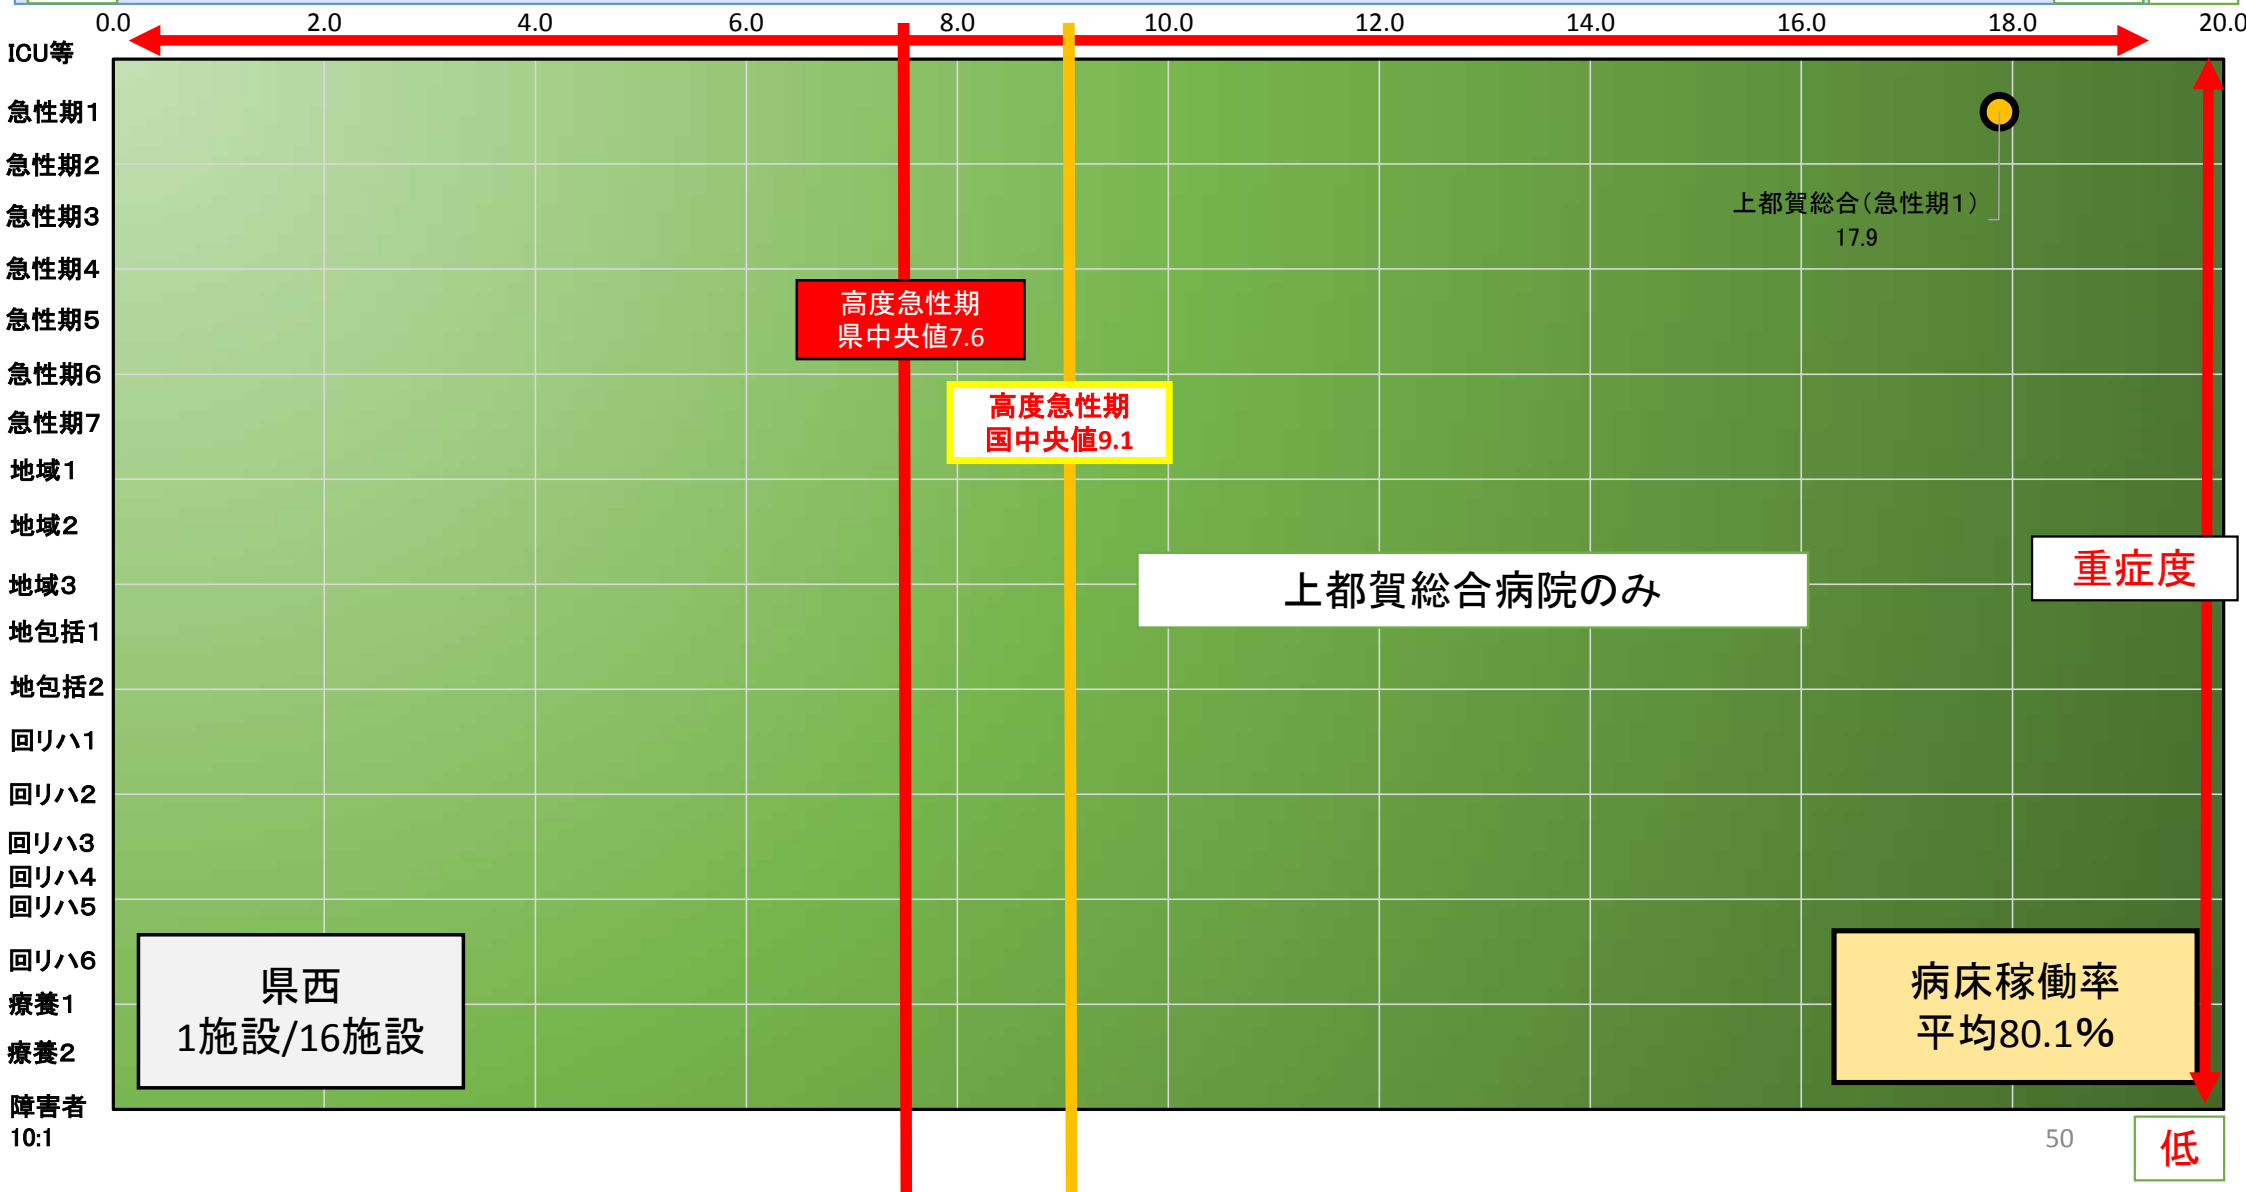 0.0 2.0 4.0 6.0 8.0 10.0 12.0 14.0 16.0 18.0 20.0
ICU等
急性期1
急性期2
急性期3
急性期4
急性期5
急性期6
急性期7
地域1
地域2
地域3
地包括1
地包括2
回リハ1
回リハ2
回リハ3
回リハ4
回リハ5
回リハ6
療養1
療養2
障害者
10:1
上都賀総合（急性期1）
17.9
高度急性期
県中央値7.6
高度急性期
国中央値9.1
上都賀総合病院のみ
重症度
県西
1施設/16施設
病床稼働率
平均80.1%
50
低